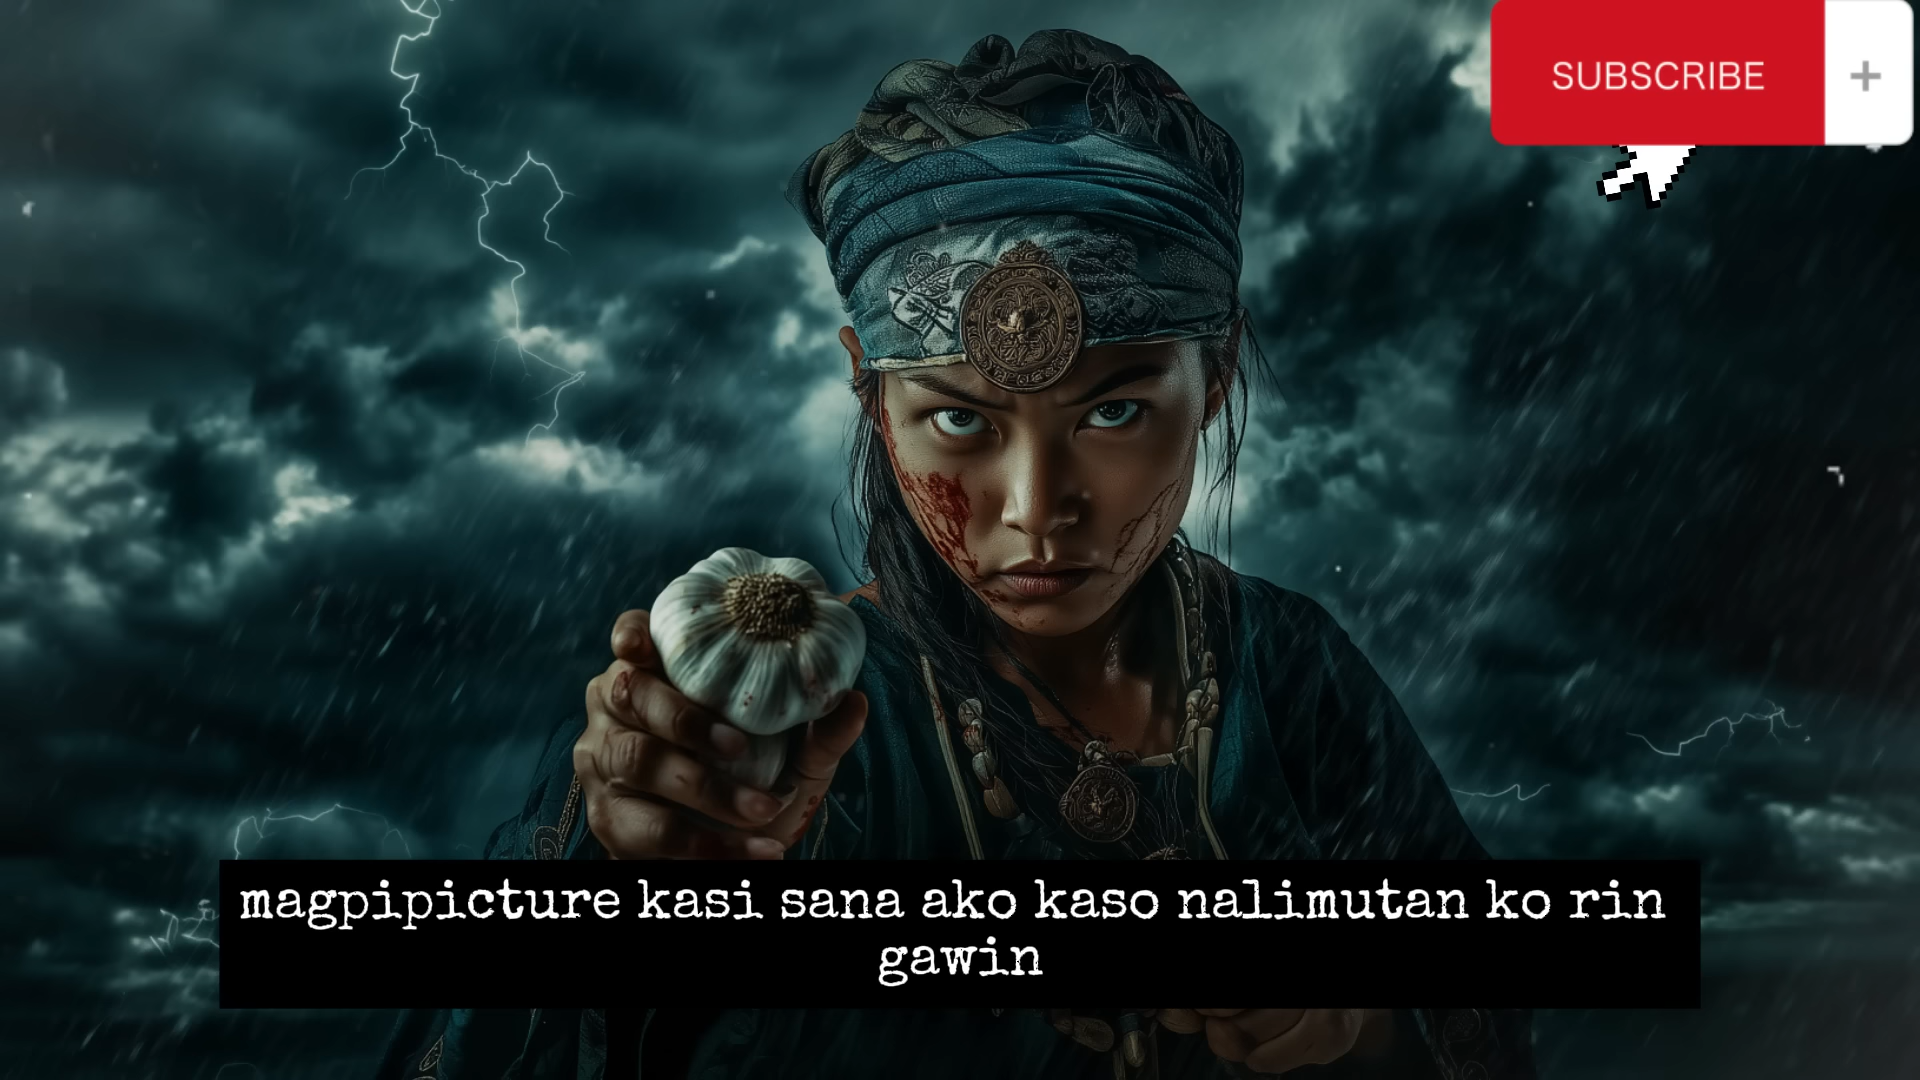 SUBSCRIBE +
magpipicture kasi sana ako kaso nalimutan ko rin
gawin